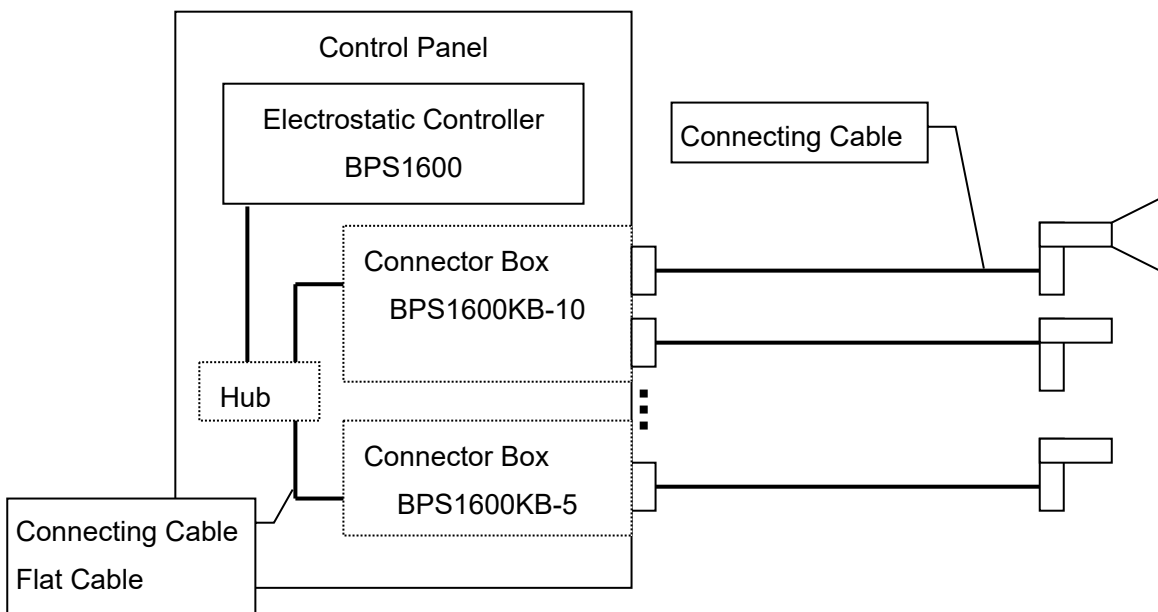 Control Panel
Electrostatic Controller
BPS1600
Connecting Cable
Connector Box
BPS1600KB-10
Hub
Connector Box
BPS1600KB-5
Connecting Cable
Flat Cable